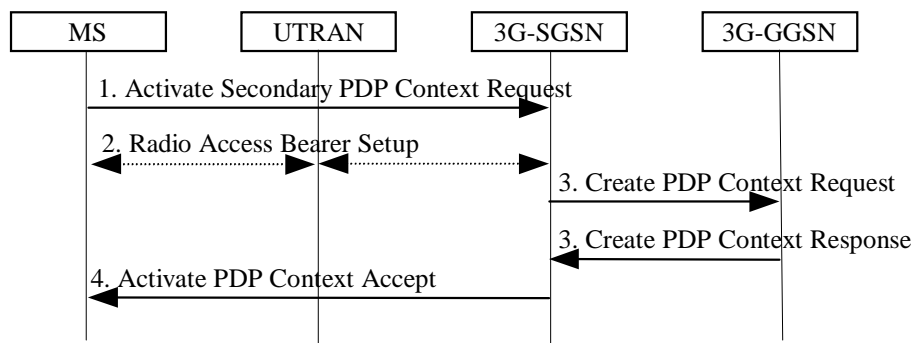 MS UTRAN 3G-SGSN 3G-GGSN
1. Activate Secondary PDP Context Request
2. Radio Access Bearer Setup
3. Create PDP Context Request
3. Create PDP Context Response
4. Activate PDP Context Accept